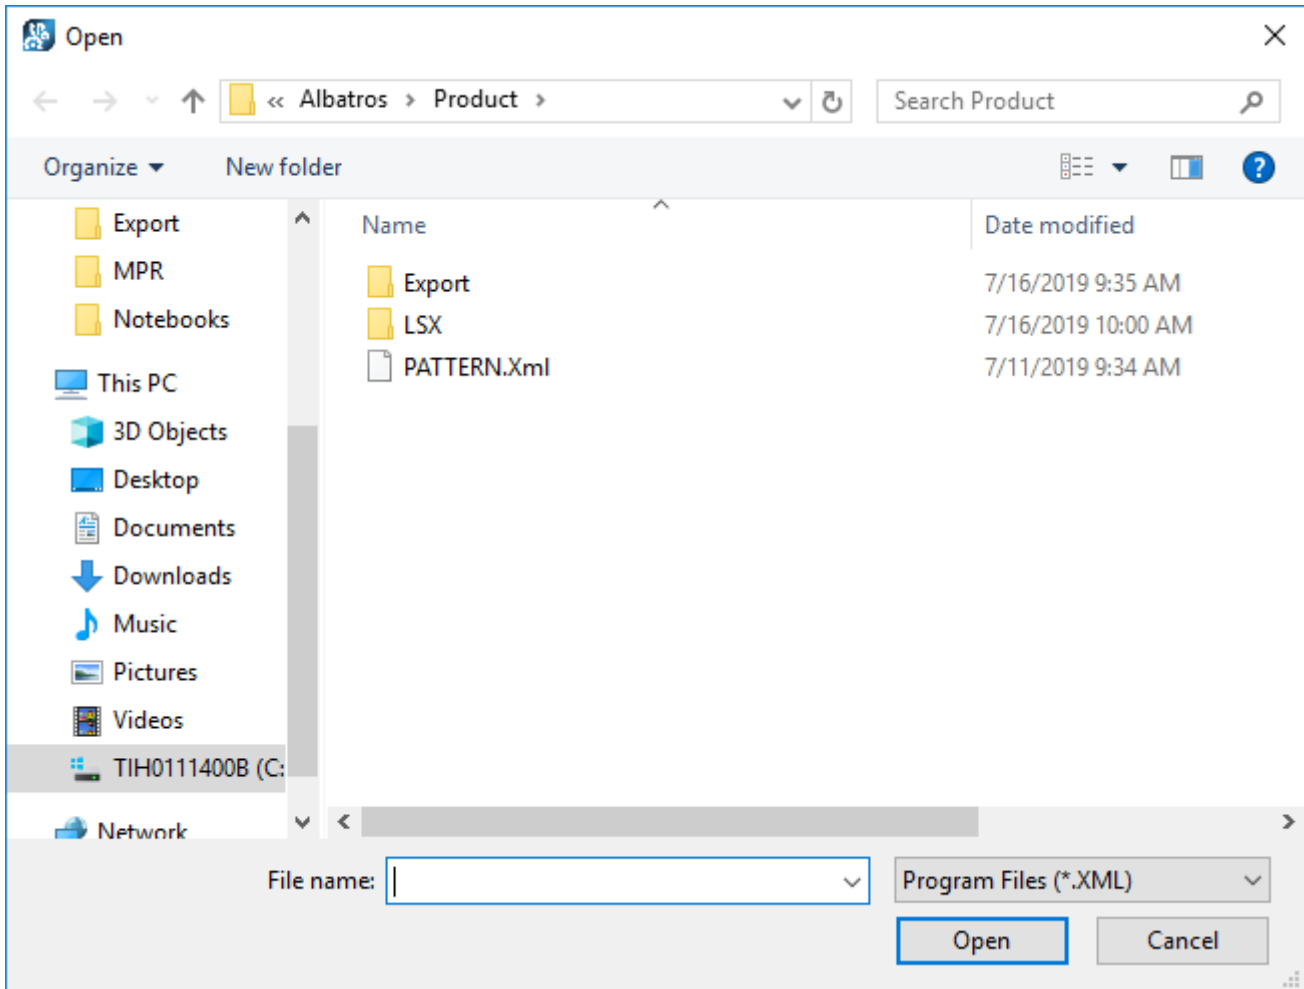 Open
« Albatros > Product >
Search Product
Organize
New folder
?
Export
MPR
Notebooks
This PC
3D Objects
Desktop
Documents
Downloads
Music
Pictures
Videos
TIH0111400B (C:
Network
Name
Date modified
Export
7/16/2019 9:35 AM
LSX
7/16/2019 10:00 AM
PATTERN.Xml
7/11/2019 9:34 AM
File name:
Program Files (*.XML)
Open
Cancel